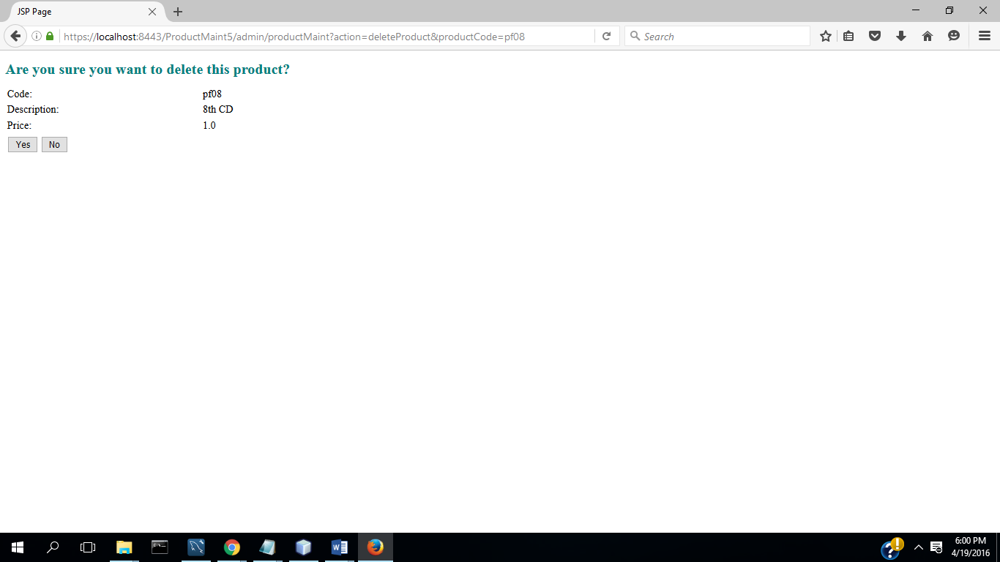 JSP Page
https://localhost:8443/ProductMaint5/admin/productMaint?action=deleteProduct&productCode=pf08
Search
Are you sure you want to delete this product?
Code: pf08
Description: 8th CD
Price: 1.0
Yes No
6:00 PM
4/19/2016